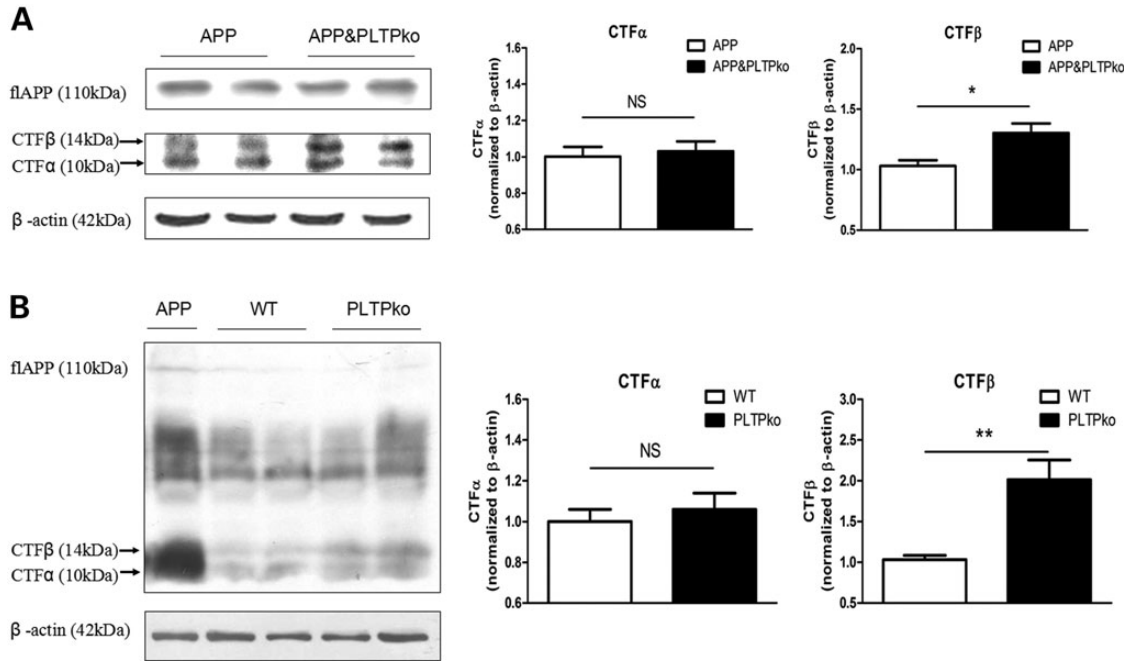 A
APP
APP&PLTPko
flAPP (110kDa)
CTFβ (14kDa)
CTFα (10kDa)
β -actin (42kDa)
CTFα
APP
APP&PLTPko
NS
CTFα
(normalized to β-actin)
1.6
1.4
1.2
1.0
0.8
0.6
CTFβ
APP
APP&PLTPko
*
CTFβ
(normalized to β-actin)
2.0
1.5
1.0
0.5
B
APP
WT
PLTPko
flAPP (110kDa)
CTFβ (14kDa)
CTFα (10kDa)
β -actin (42kDa)
CTFα
WT
PLTPko
NS
CTFα
(normalized to β-actin)
1.6
1.4
1.2
1.0
0.8
0.6
CTFβ
WT
PLTPko
**
CTFβ
(normalized to β-actin)
3.0
2.5
2.0
1.5
1.0
0.5